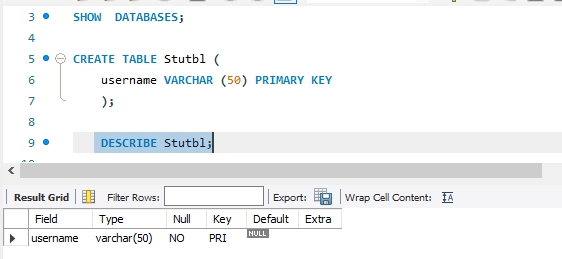 3 SHOW DATABASES;
4
5 CREATE TABLE Stutbl (
6 username VARCHAR (50) PRIMARY KEY
7 );
8
9 DESCRIBE Stutbl;
Result Grid Filter Rows: Export: Wrap Cell Content: IA
Field Type Null Key Default Extra
username varchar(50) NO PRI NULL